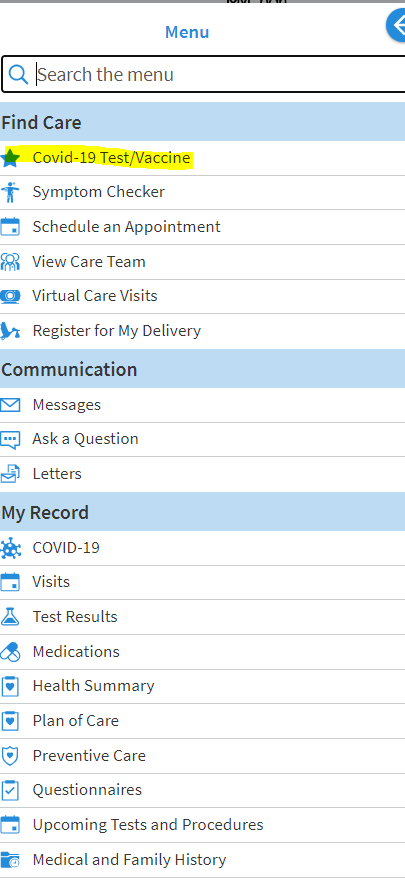 Menu
Search the menu
Find Care
Covid-19 Test/Vaccine
Symptom Checker
Schedule an Appointment
View Care Team
Virtual Care Visits
Register for My Delivery
Communication
Messages
Ask a Question
Letters
My Record
COVID-19
Visits
Test Results
Medications
Health Summary
Plan of Care
Preventive Care
Questionnaires
Upcoming Tests and Procedures
Medical and Family History